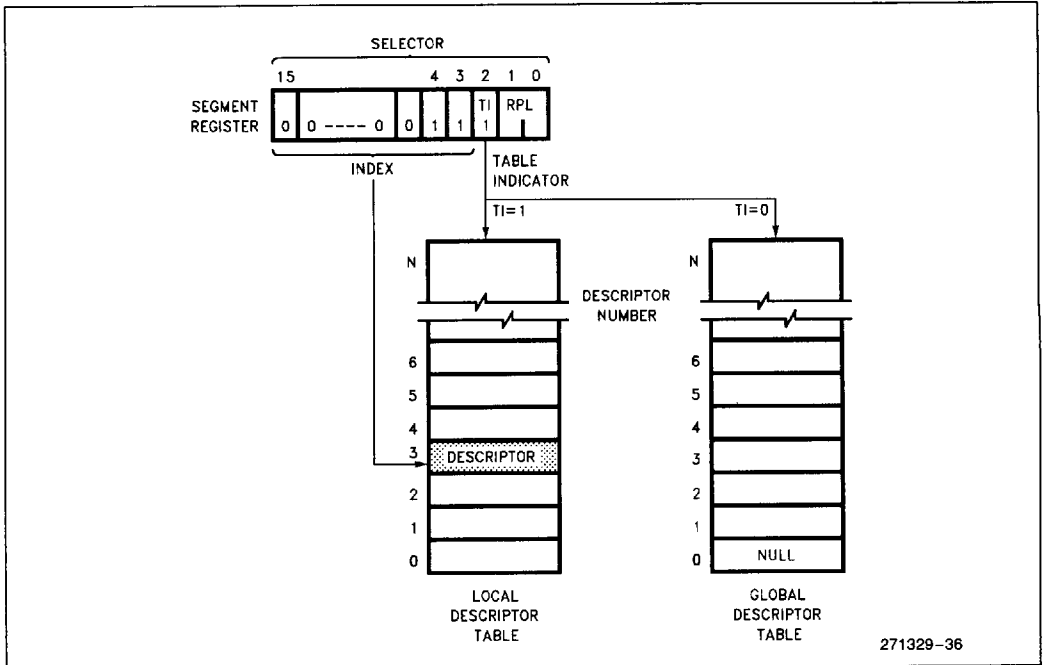 SELECTOR
15 4 3 2 1 0
SEGMENT REGISTER
TI RPL
0 0 ---- 0 0 1 1 1
INDEX
TABLE INDICATOR
TI=1 TI=0
N N
DESCRIPTOR NUMBER
6 6
5 5
4 4
3 DESCRIPTOR 3
2 2
1 1
0 0 NULL
LOCAL DESCRIPTOR TABLE
GLOBAL DESCRIPTOR TABLE
271329-36